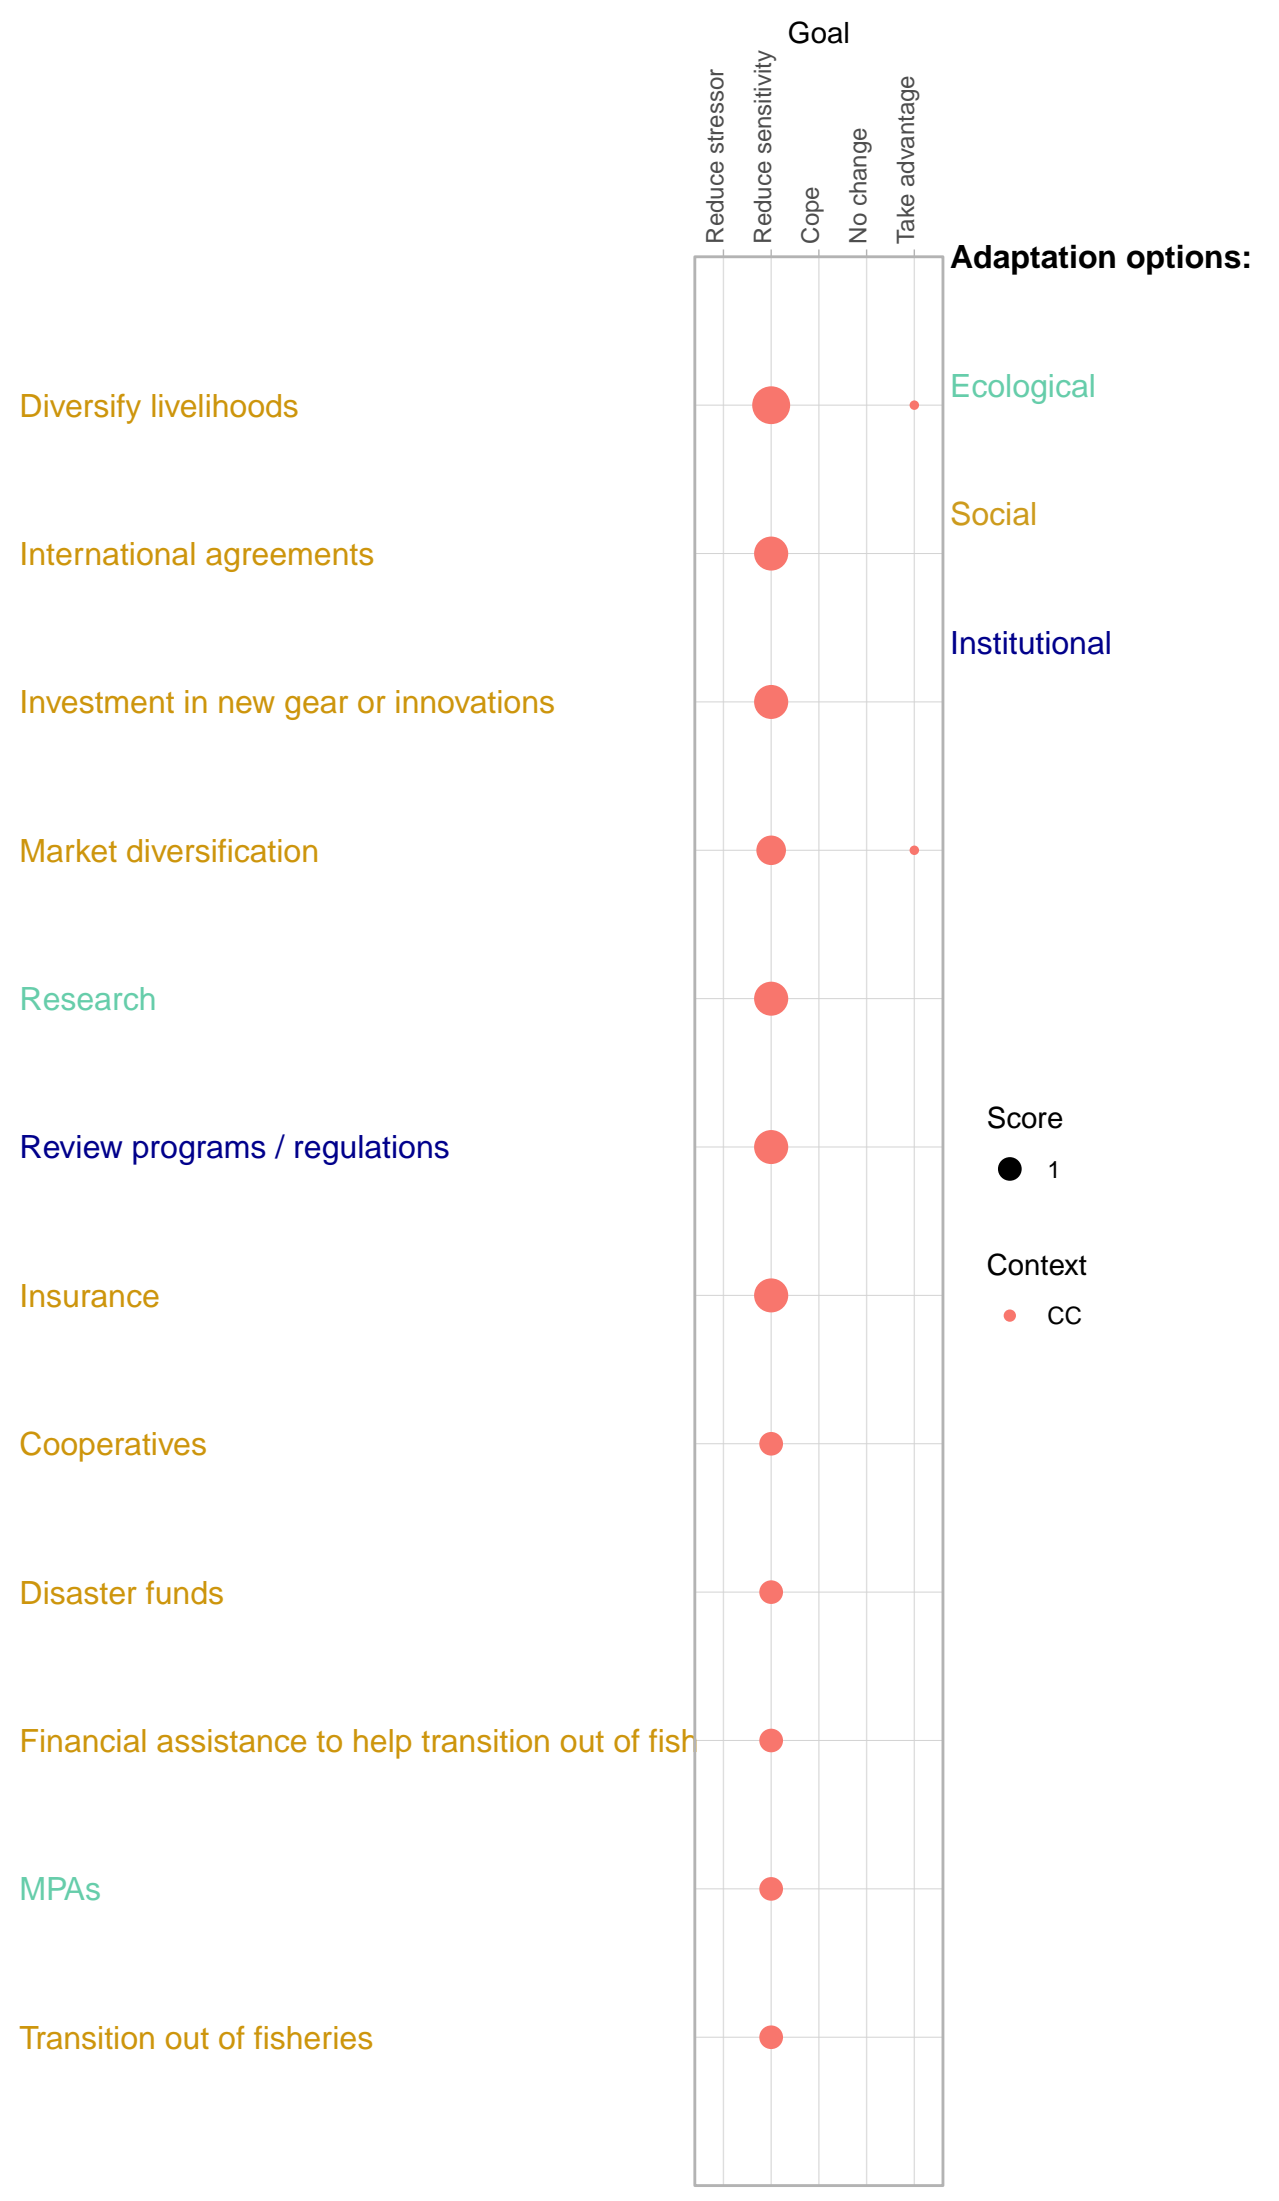 Goal
Reduce stressor
Reduce sensitivity
Cope
No change
Take advantage
Adaptation options:
Ecological
Social
Institutional
Diversify livelihoods
International agreements
Investment in new gear or innovations
Market diversification
Research
Review programs / regulations
Insurance
Cooperatives
Disaster funds
Financial assistance to help transition out of fish
MPAs
Transition out of fisheries
Score
1
Context
CC